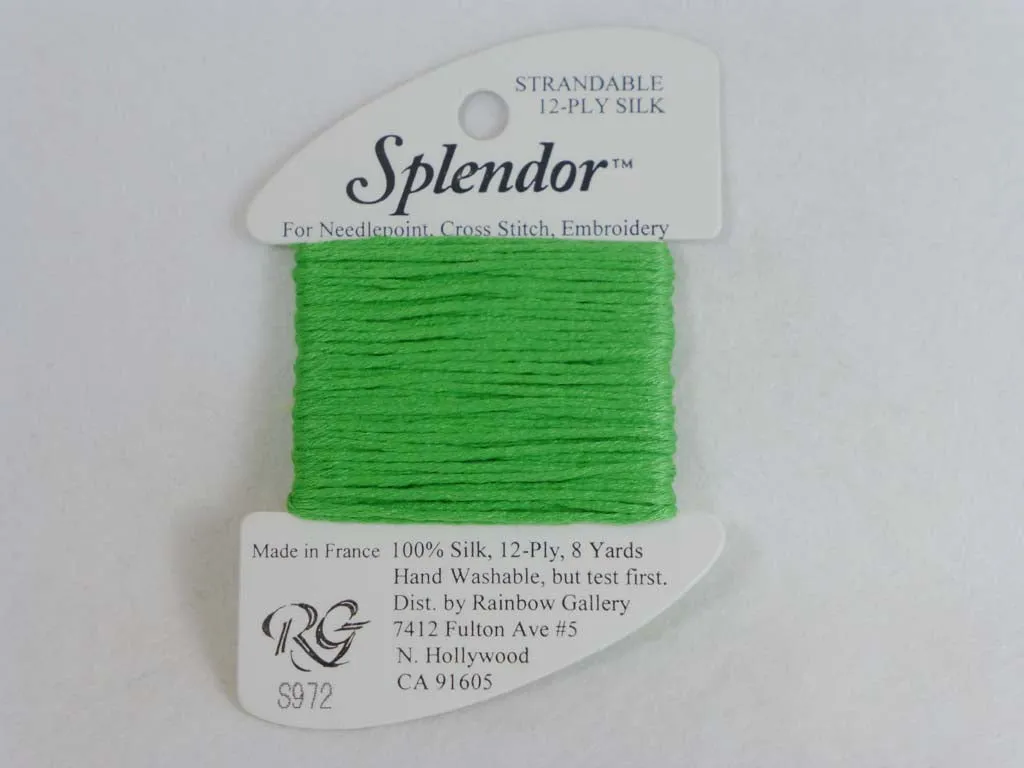 STRANDABLE
12-PLY SILK
Splendor™
For Needlepoint, Cross Stitch, Embroidery
Made in France
100% Silk, 12-Ply, 8 Yards
Hand Washable, but test first.
Dist. by Rainbow Gallery
7412 Fulton Ave #5
N. Hollywood
CA 91605
RG
S972